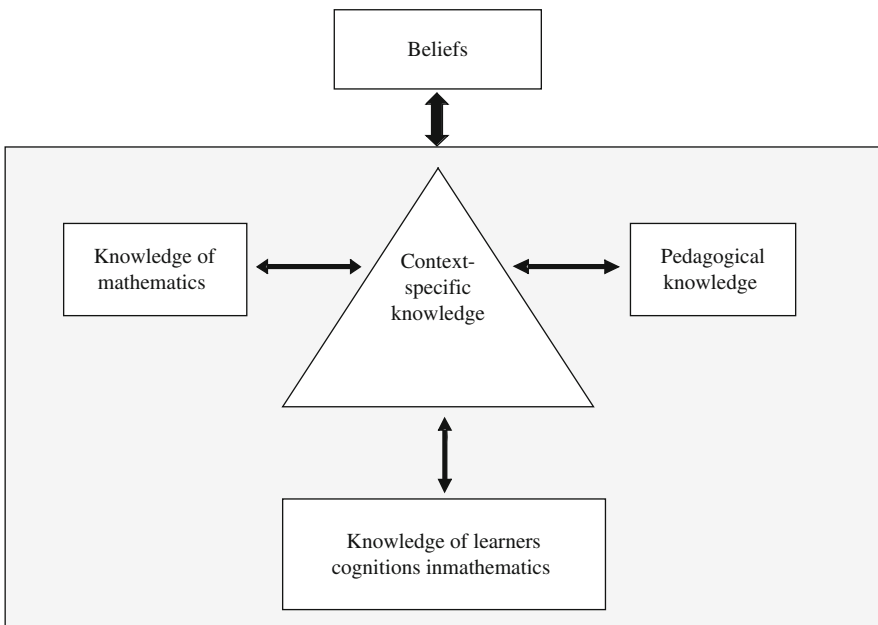 Beliefs
Knowledge of
mathematics
Context-
specific
knowledge
Pedagogical
knowledge
Knowledge of learners
cognitions inmathematics